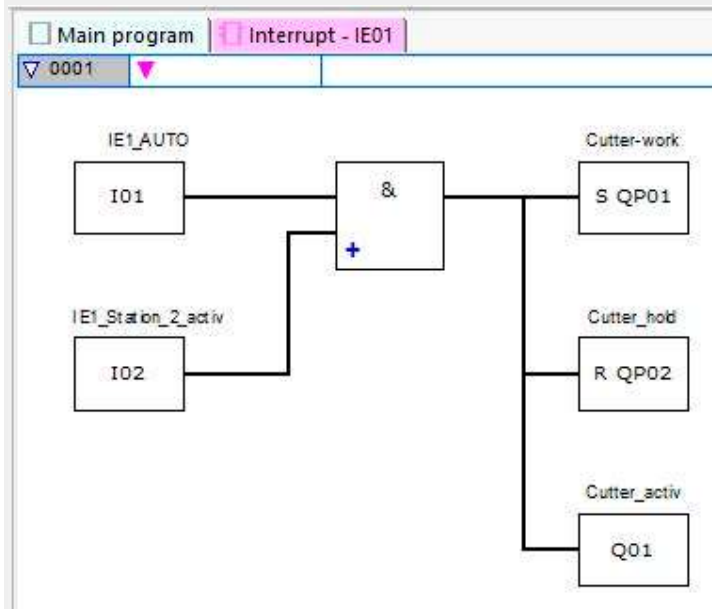 Main program
Interrupt - IE01
0001
IE1_AUTO
Cutter-work
I01
&
S QP01
+
IE1_Station_2_activ
Cutter_hold
I02
R QP02
Cutter_activ
Q01